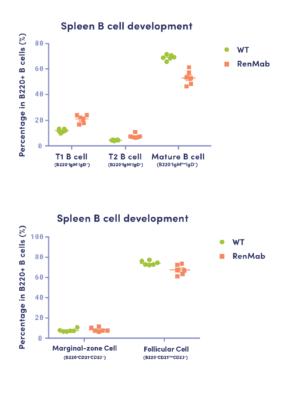 Spleen B cell development
Percentage in B220+ B cells (%)
80
60
40
20
0
WT
RenMab
T1 B cell
T2 B cell
Mature B cell
Spleen B cell development
Percentage in B220+ B cells (%)
100
80
60
40
20
0
WT
RenMab
Marginal-zone Cell
Follicular Cell